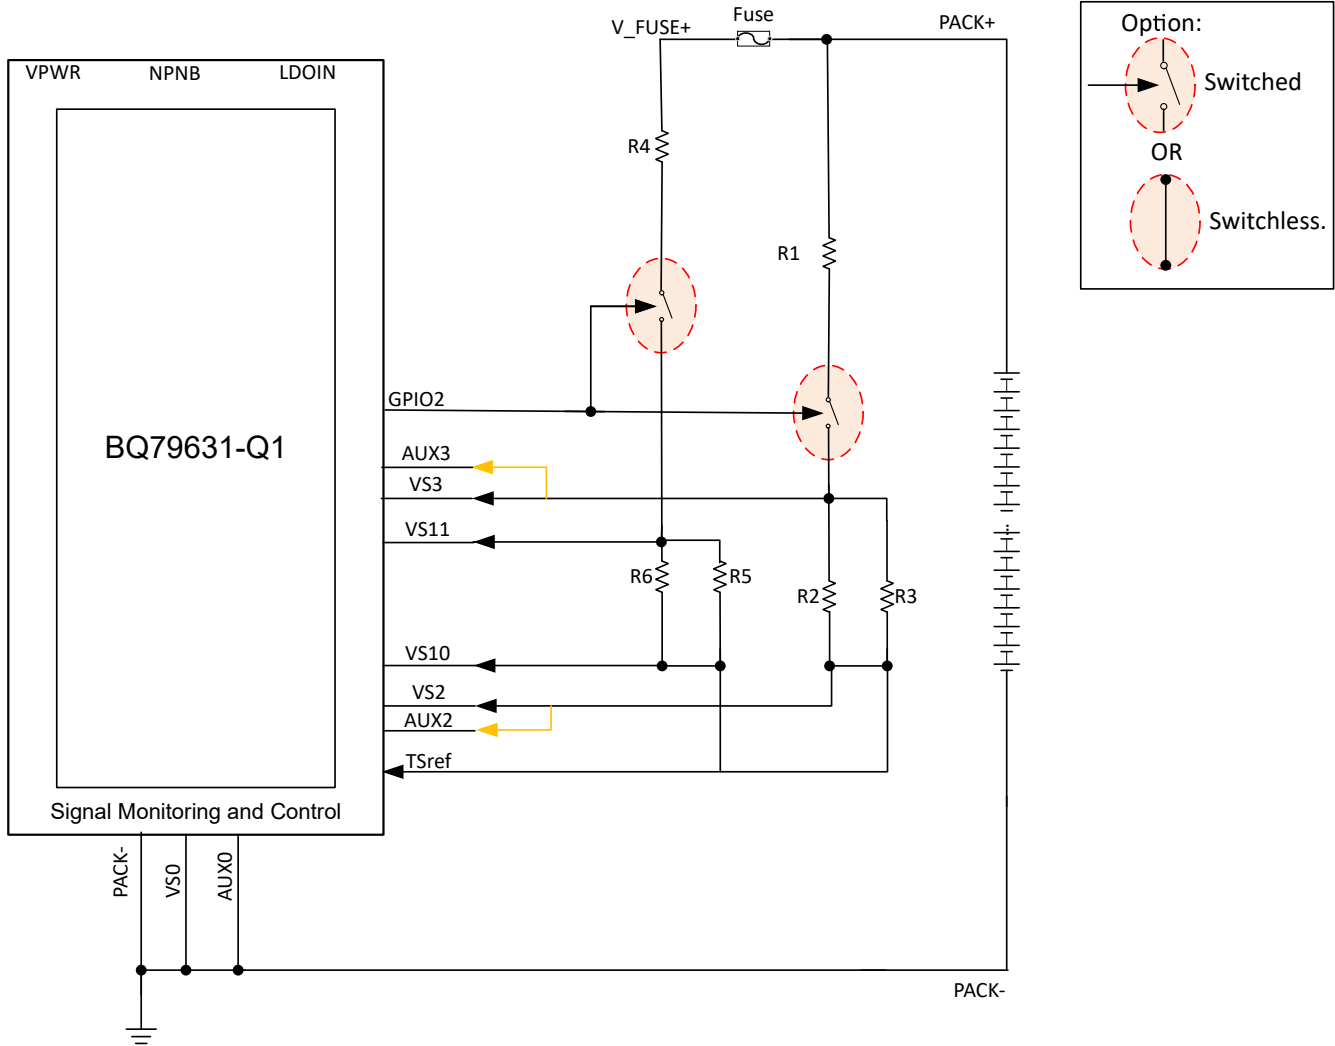 Fuse
V_FUSE+
PACK+
Option:
Switched
OR
Switchless.
VPWR
NPNB
LDOIN
R4
R1
GPIO2
BQ79631-Q1
AUX3
VS3
VS11
R6
R5
R2
R3
VS10
VS2
AUX2
TSref
Signal Monitoring and Control
PACK-
VS0
AUX0
PACK-